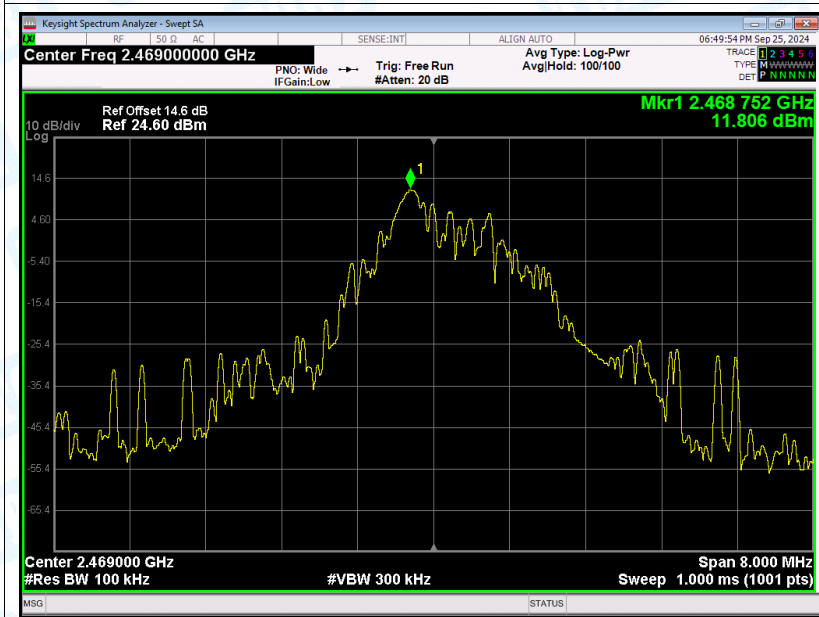 Keysight Spectrum Analyzer - Swept SA
LXI RF 50 Ω AC SENSE:INT ALIGN AUTO 06:49:54 PM Sep 25, 2024
Center Freq 2.469000000 GHz
PNO: Wide
IFGain:Low
Trig: Free Run
#Atten: 20 dB
Avg Type: Log-Pwr
Avg|Hold: 100/100
TRACE 1 2 3 4 5 6
TYPE M WWWWW
DET P N N N N N
Mkr1 2.468 752 GHz
11.806 dBm
Ref Offset 14.6 dB
10 dB/div Ref 24.60 dBm
Log
1
14.6
4.60
-5.40
-15.4
-25.4
-35.4
-45.4
-55.4
-65.4
Center 2.469000 GHz Span 8.000 MHz
#Res BW 100 kHz #VBW 300 kHz Sweep 1.000 ms (1001 pts)
MSG STATUS